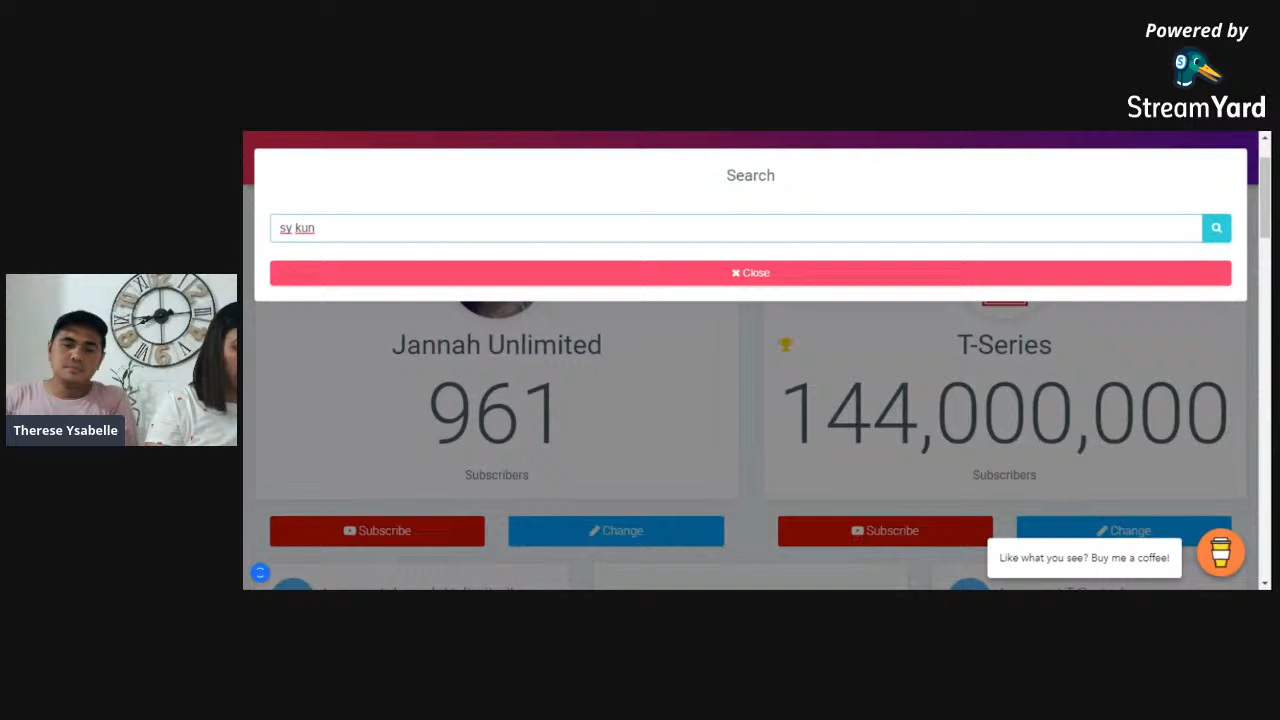 Powered by
StreamYard
Search
sy kun
✖ Close
Jannah Unlimited
T-Series
961
144,000,000
Subscribers
Subscribers
Subscribe
Change
Subscribe
Change
Like what you see? Buy me a coffee!
Therese Ysabelle